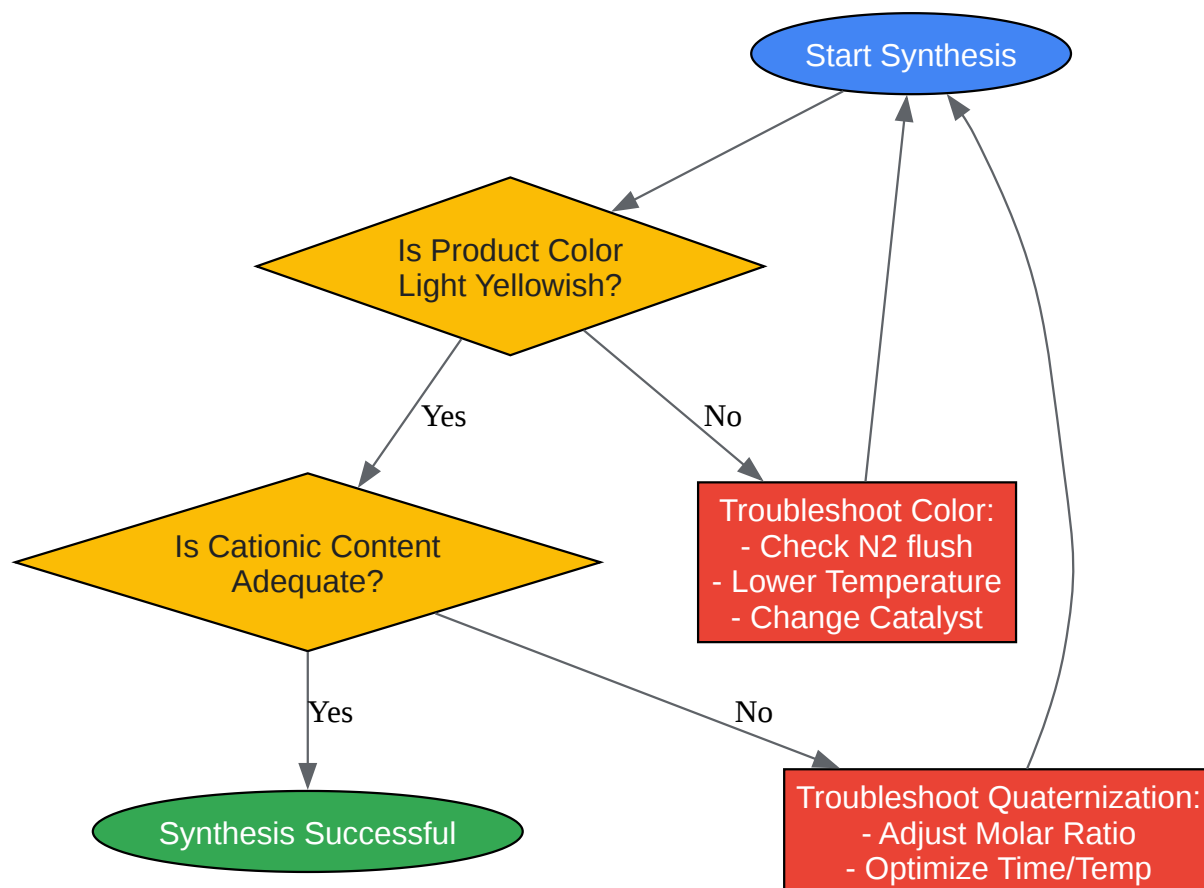 Start Synthesis
Is Product Color
Light Yellowish?
Yes
No
Troubleshoot Color:
- Check N2 flush
- Lower Temperature
- Change Catalyst
Is Cationic Content
Adequate?
Yes
No
Synthesis Successful
Troubleshoot Quaternization:
- Adjust Molar Ratio
- Optimize Time/Temp